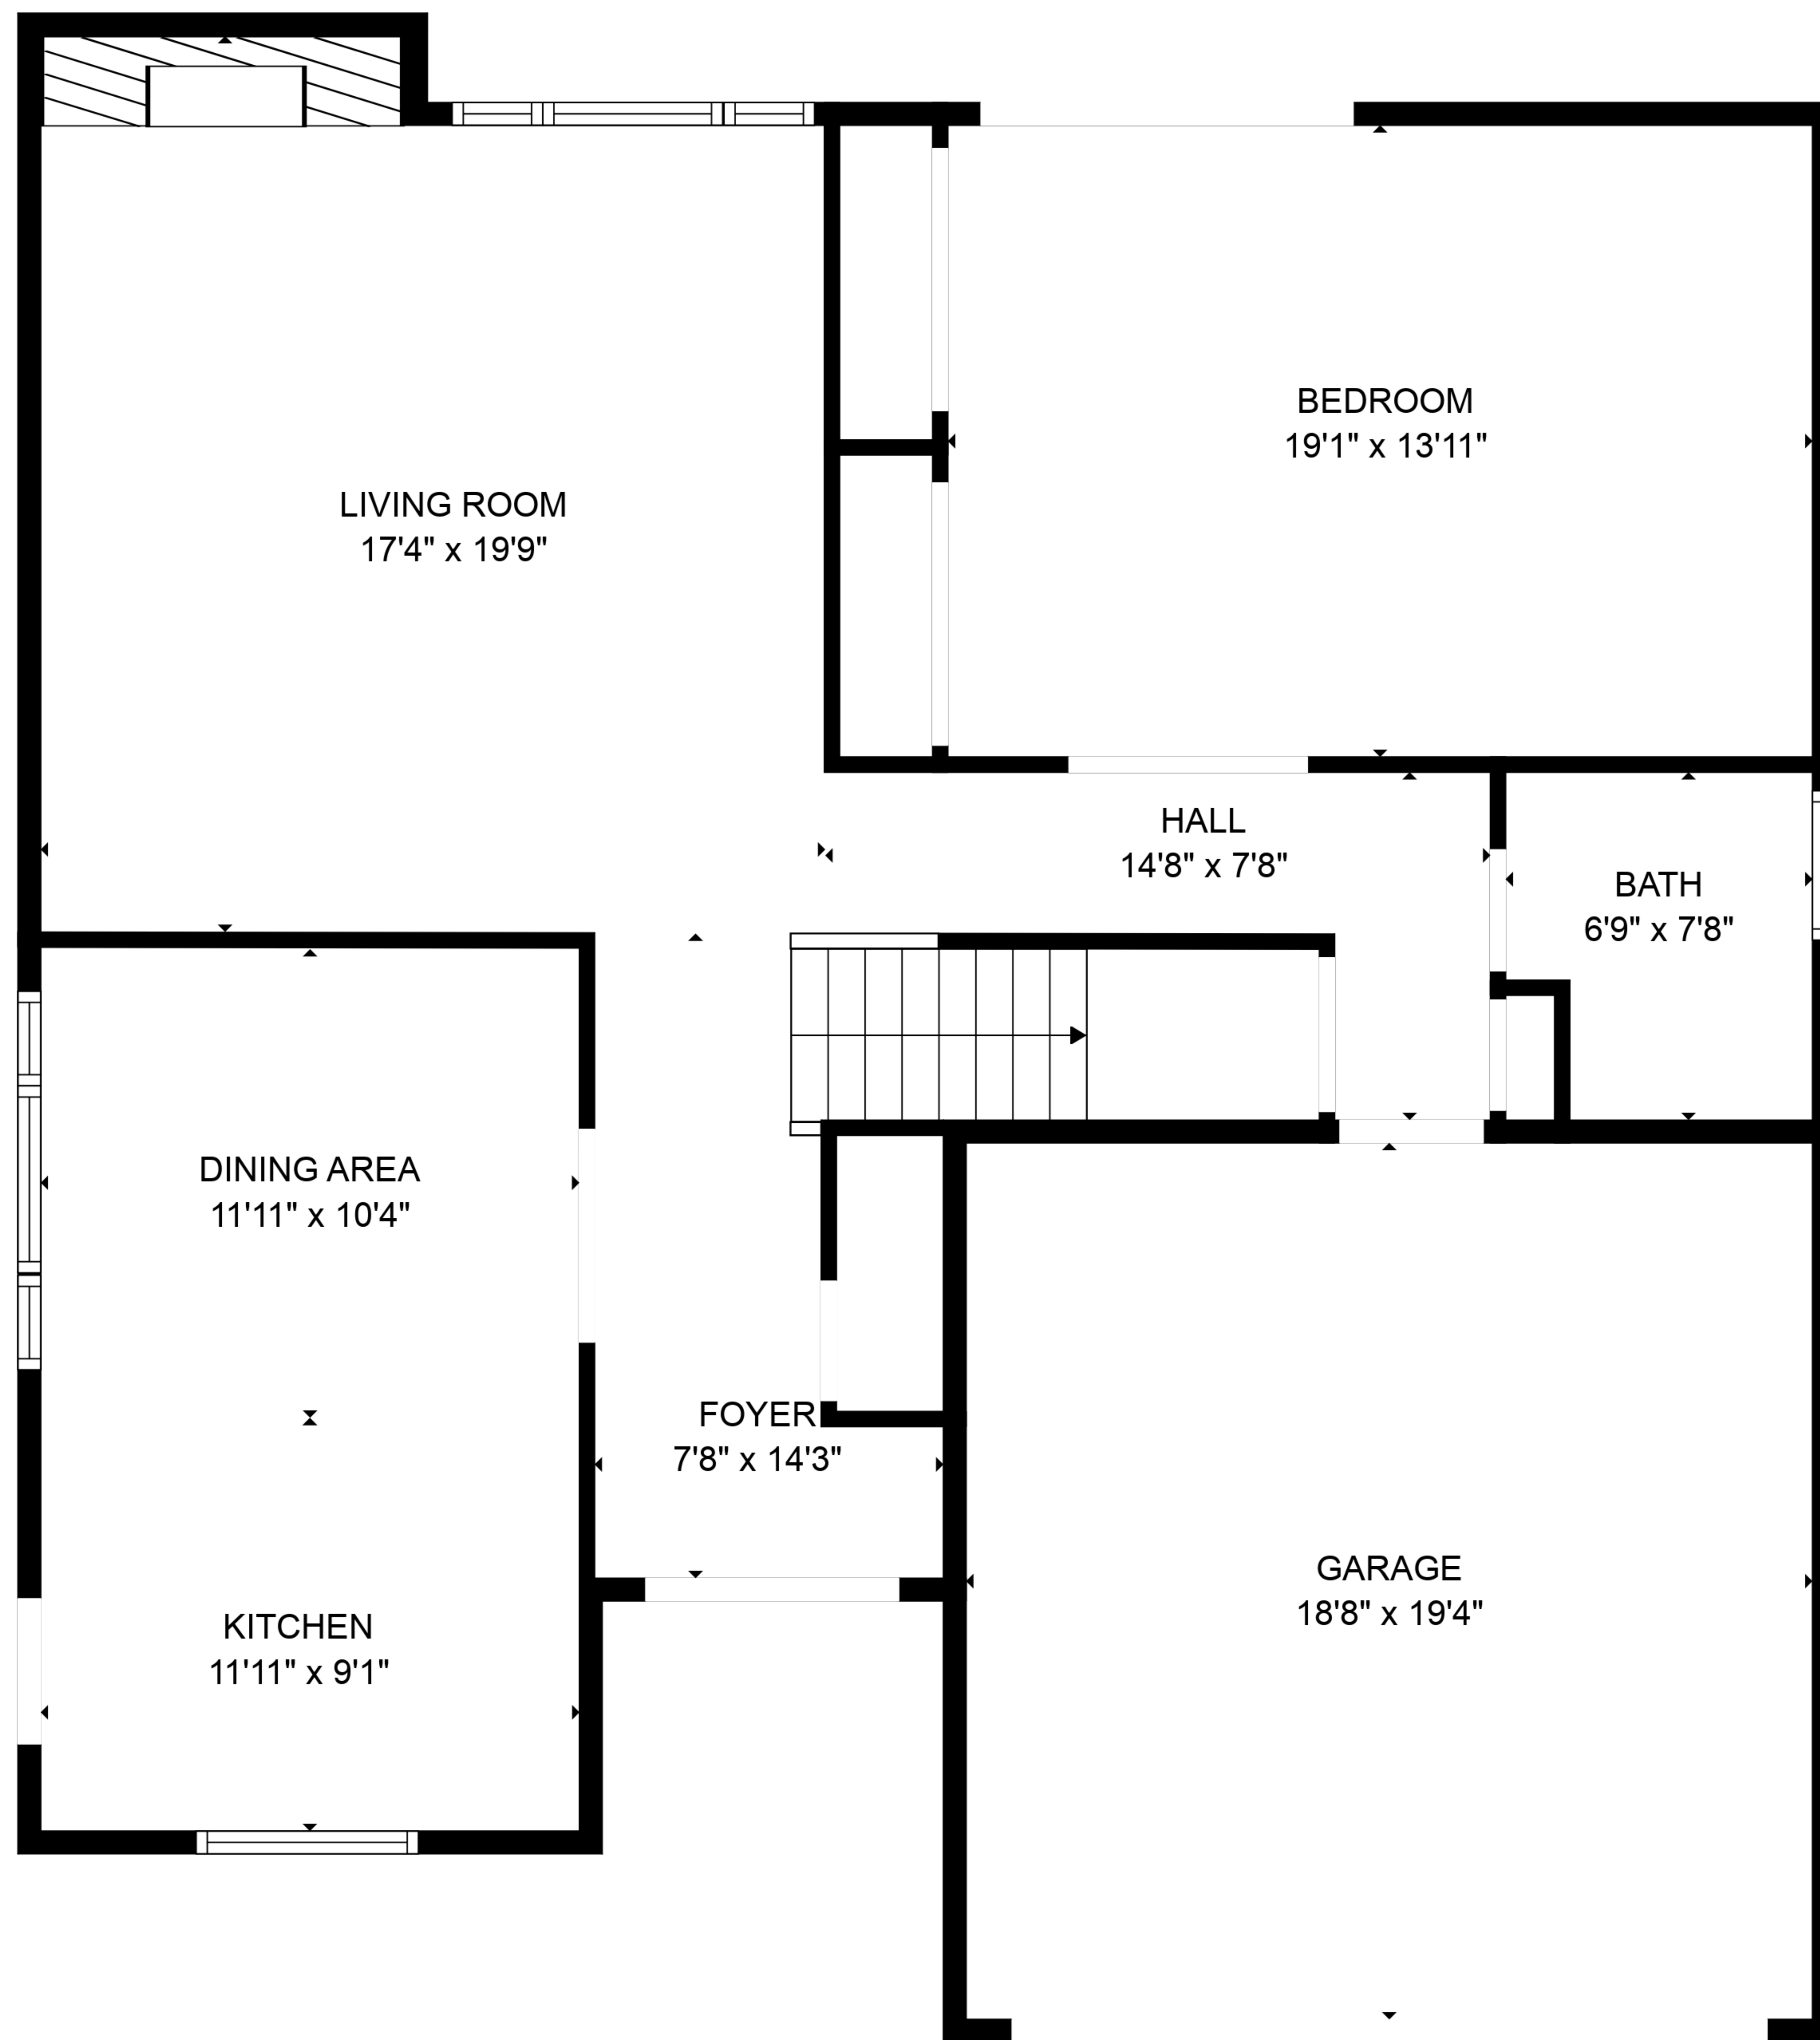 BEDROOM
19'1" x 13'11"
LIVING ROOM
17'4" x 19'9"
HALL
14'8" x 7'8"
BATH
6'9" x 7'8"
DINING AREA
11'11" x 10'4"
FOYER
7'8" x 14'3"
GARAGE
18'8" x 19'4"
KITCHEN
11'11" x 9'1"